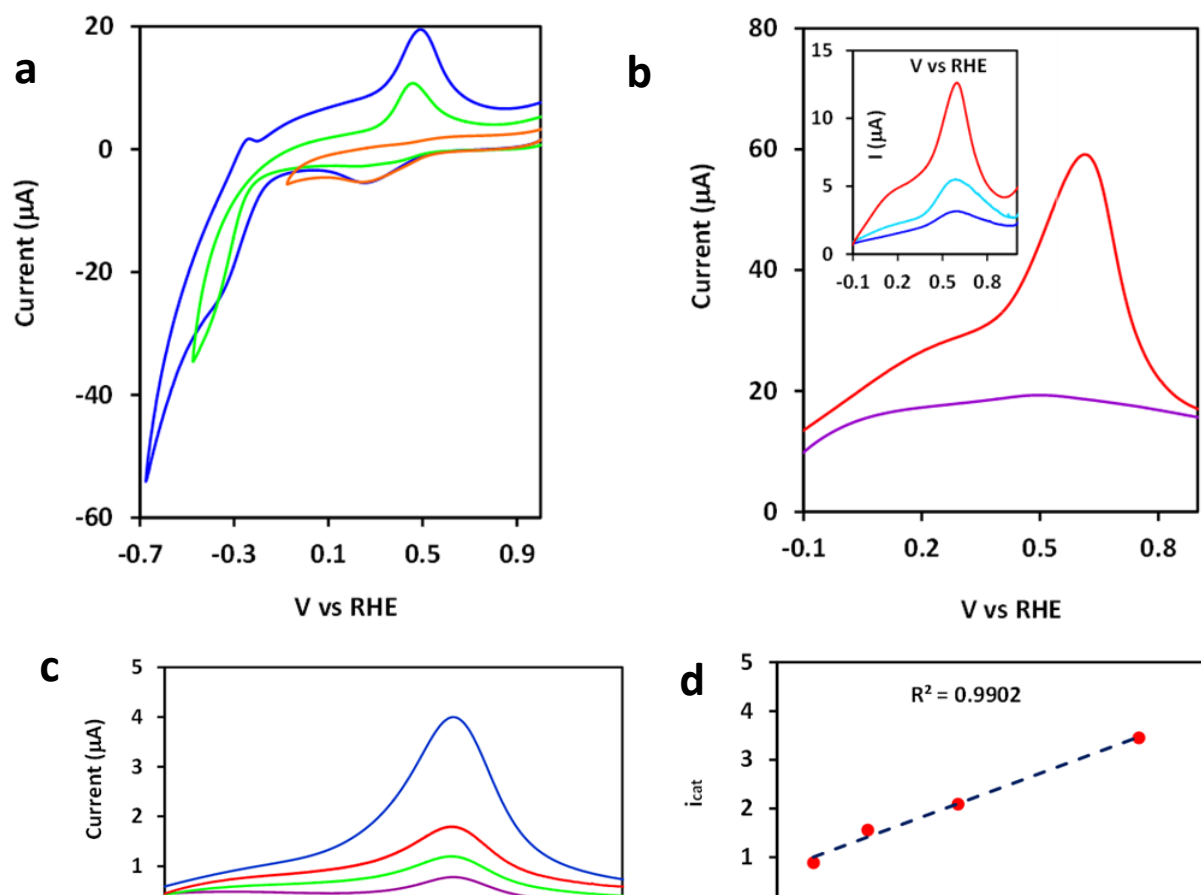 a
20
0
-20
-40
-60
Current (µA)
-0.7
-0.3
0.1
0.5
0.9
V vs RHE
b
80
60
40
20
0
Current (µA)
-0.1
0.2
0.5
0.8
V vs RHE
15
10
5
0
I (µA)
V vs RHE
-0.1
0.2
0.5
0.8
c
5
4
3
2
1
Current (µA)
d
5
4
3
2
1
icat
R² = 0.9902